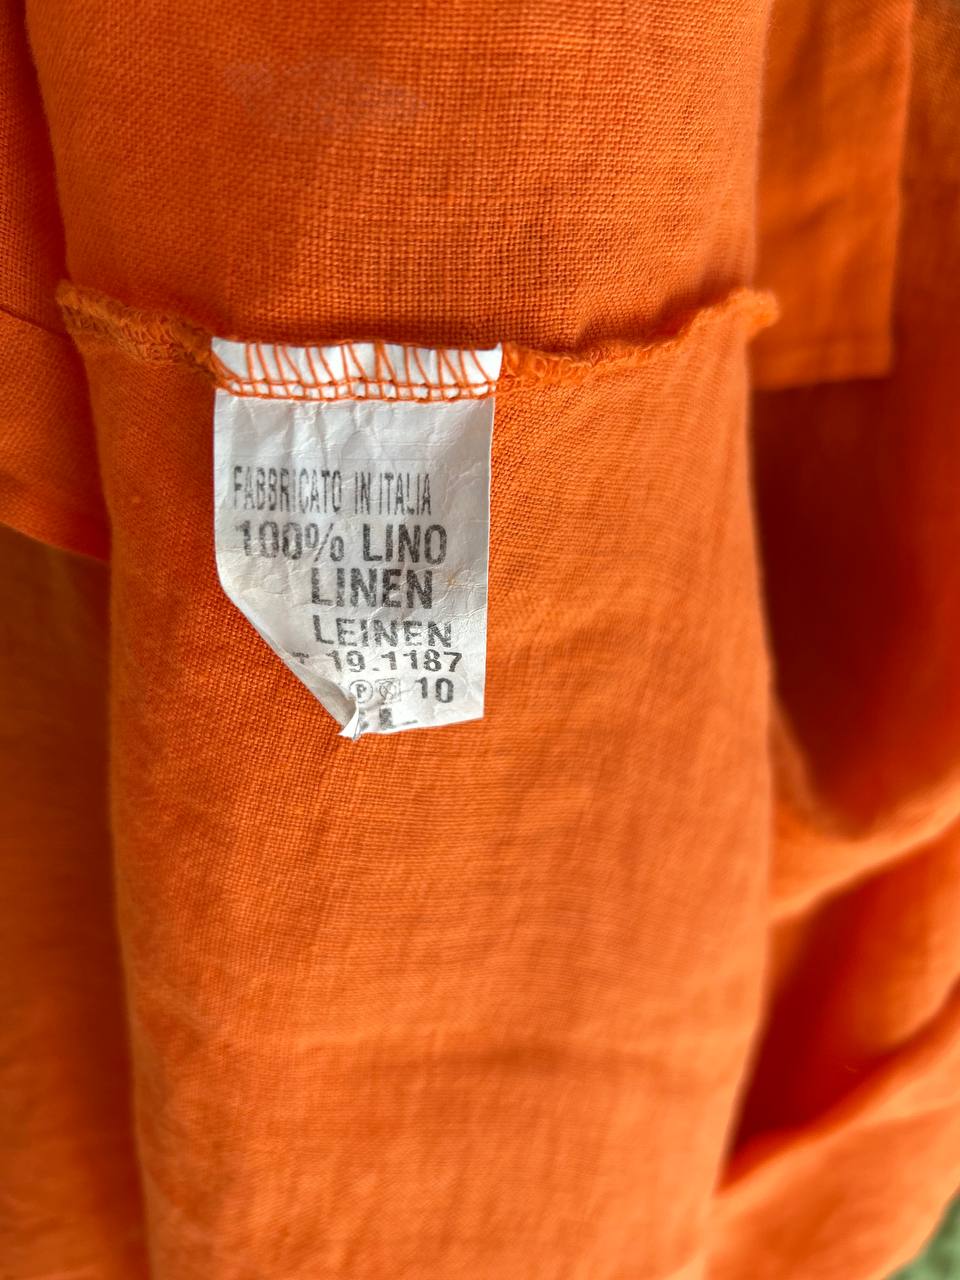 FABBRICATO IN ITALIA
100% LINO
LINEN
LEINEN
19.1187
P 10
L